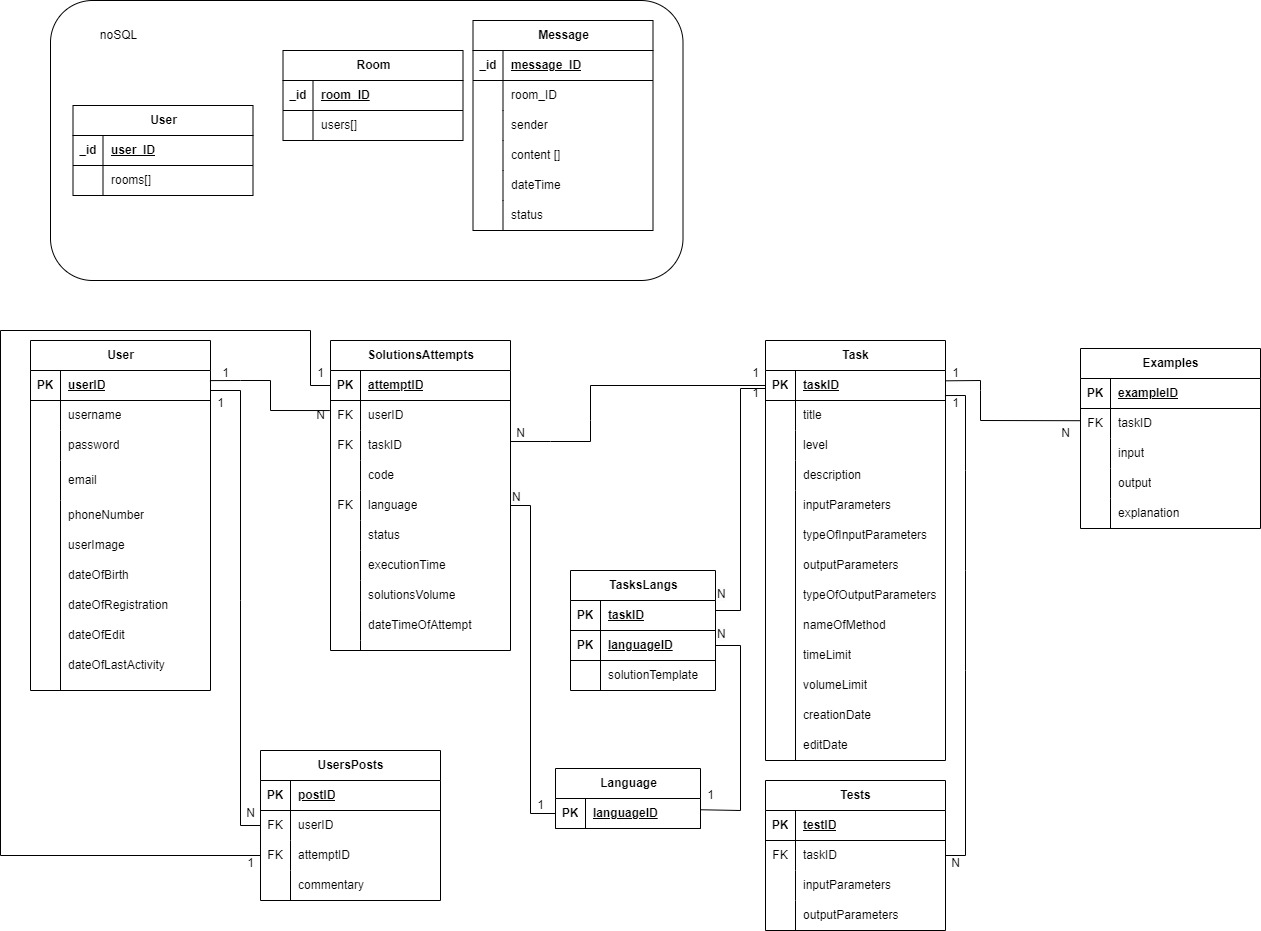 noSQL
User
_id user_ID
rooms[]
Room
_id room_ID
users[]
Message
_id message_ID
room_ID
sender
content []
dateTime
status
User
PK userID
username
password
email
phoneNumber
userImage
dateOfBirth
dateOfRegistration
dateOfEdit
dateOfLastActivity
1
1
1
N
SolutionsAttempts
PK attemptID
FK userID
FK taskID
code
FK language
status
executionTime
solutionsVolume
dateTimeOfAttempt
N
N
1
1
Task
PK taskID
title
level
description
inputParameters
typeOfInputParameters
outputParameters
typeOfOutputParameters
nameOfMethod
timeLimit
volumeLimit
creationDate
editDate
1
1
N
Examples
PK exampleID
FK taskID
input
output
explanation
TasksLangs
PK taskID
PK languageID
solutionTemplate
N
N
UsersPosts
PK postID
FK userID
FK attemptID
commentary
N
1
Language
PK languageID
1
1
Tests
PK testID
FK taskID
inputParameters
outputParameters
N